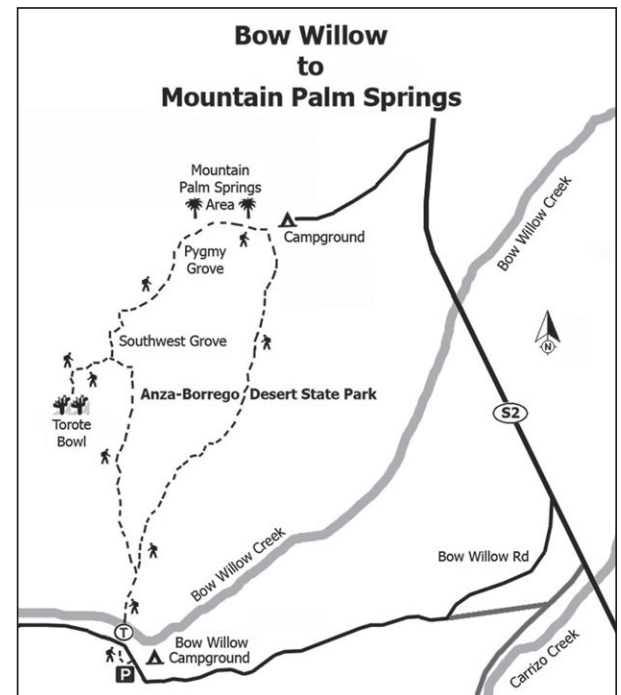 Bow Willow
to
Mountain Palm Springs
Mountain
Palm Springs
Area
Campground
Pygmy
Grove
Bow Willow Creek
N
Southwest Grove
Anza-Borrego Desert State Park
S2
Torote
Bowl
Bow Willow Creek
Bow Willow Rd
T
Bow Willow
Campground
P
Carrizo Creek